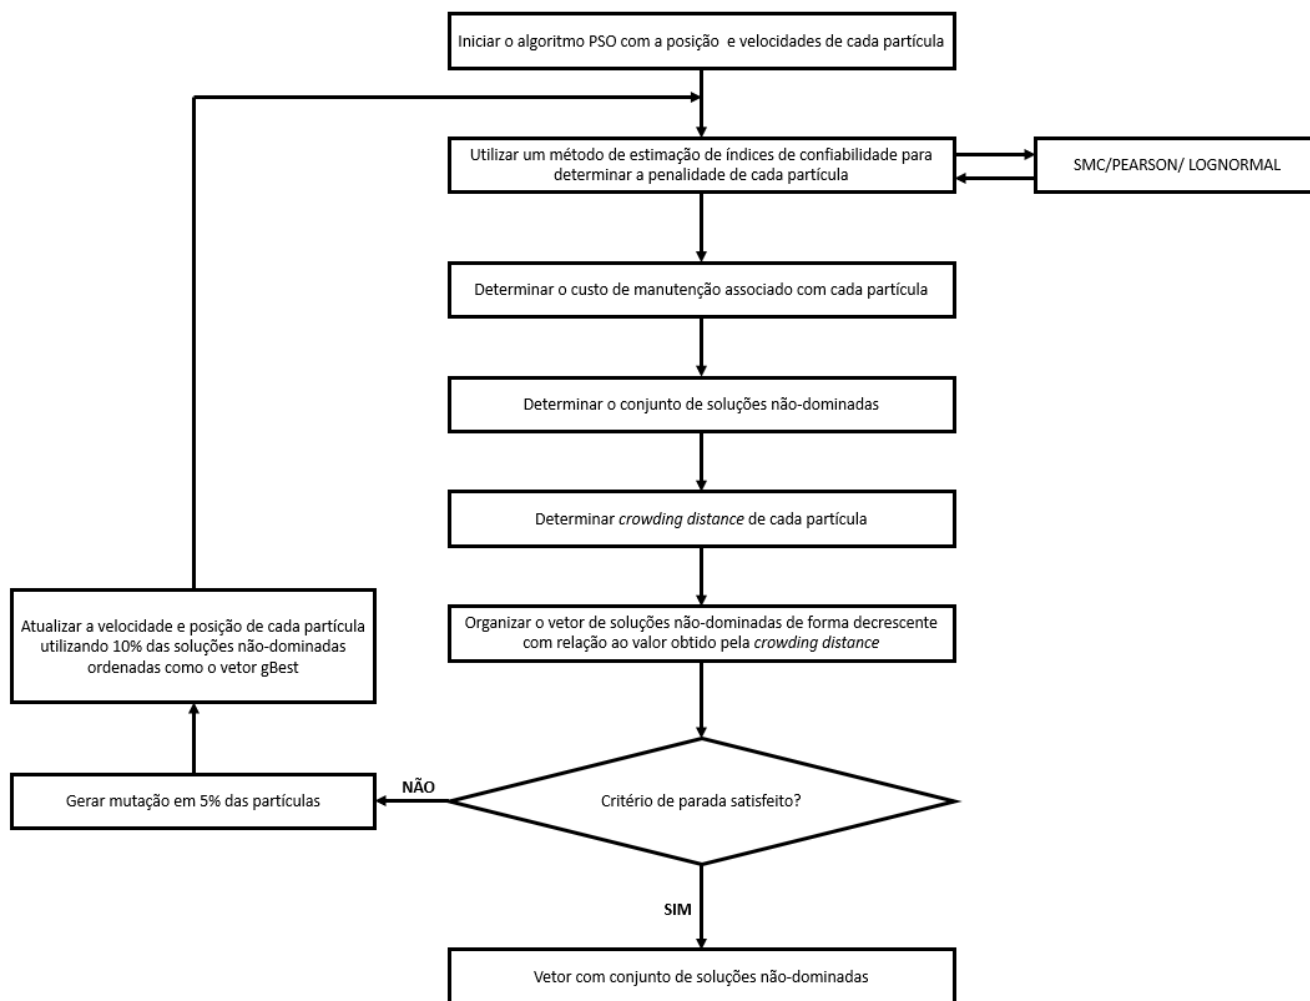 Iniciar o algoritmo PSO com a posição e velocidades de cada partícula
Utilizar um método de estimação de índices de confiabilidade para
determinar a penalidade de cada partícula
SMC/PEARSON/ LOGNORMAL
Determinar o custo de manutenção associado com cada partícula
Determinar o conjunto de soluções não-dominadas
Determinar crowding distance de cada partícula
Organizar o vetor de soluções não-dominadas de forma decrescente
com relação ao valor obtido pela crowding distance
Atualizar a velocidade e posição de cada partícula
utilizando 10% das soluções não-dominadas
ordenadas como o vetor gBest
Gerar mutação em 5% das partículas
NÃO
Critério de parada satisfeito?
SIM
Vetor com conjunto de soluções não-dominadas